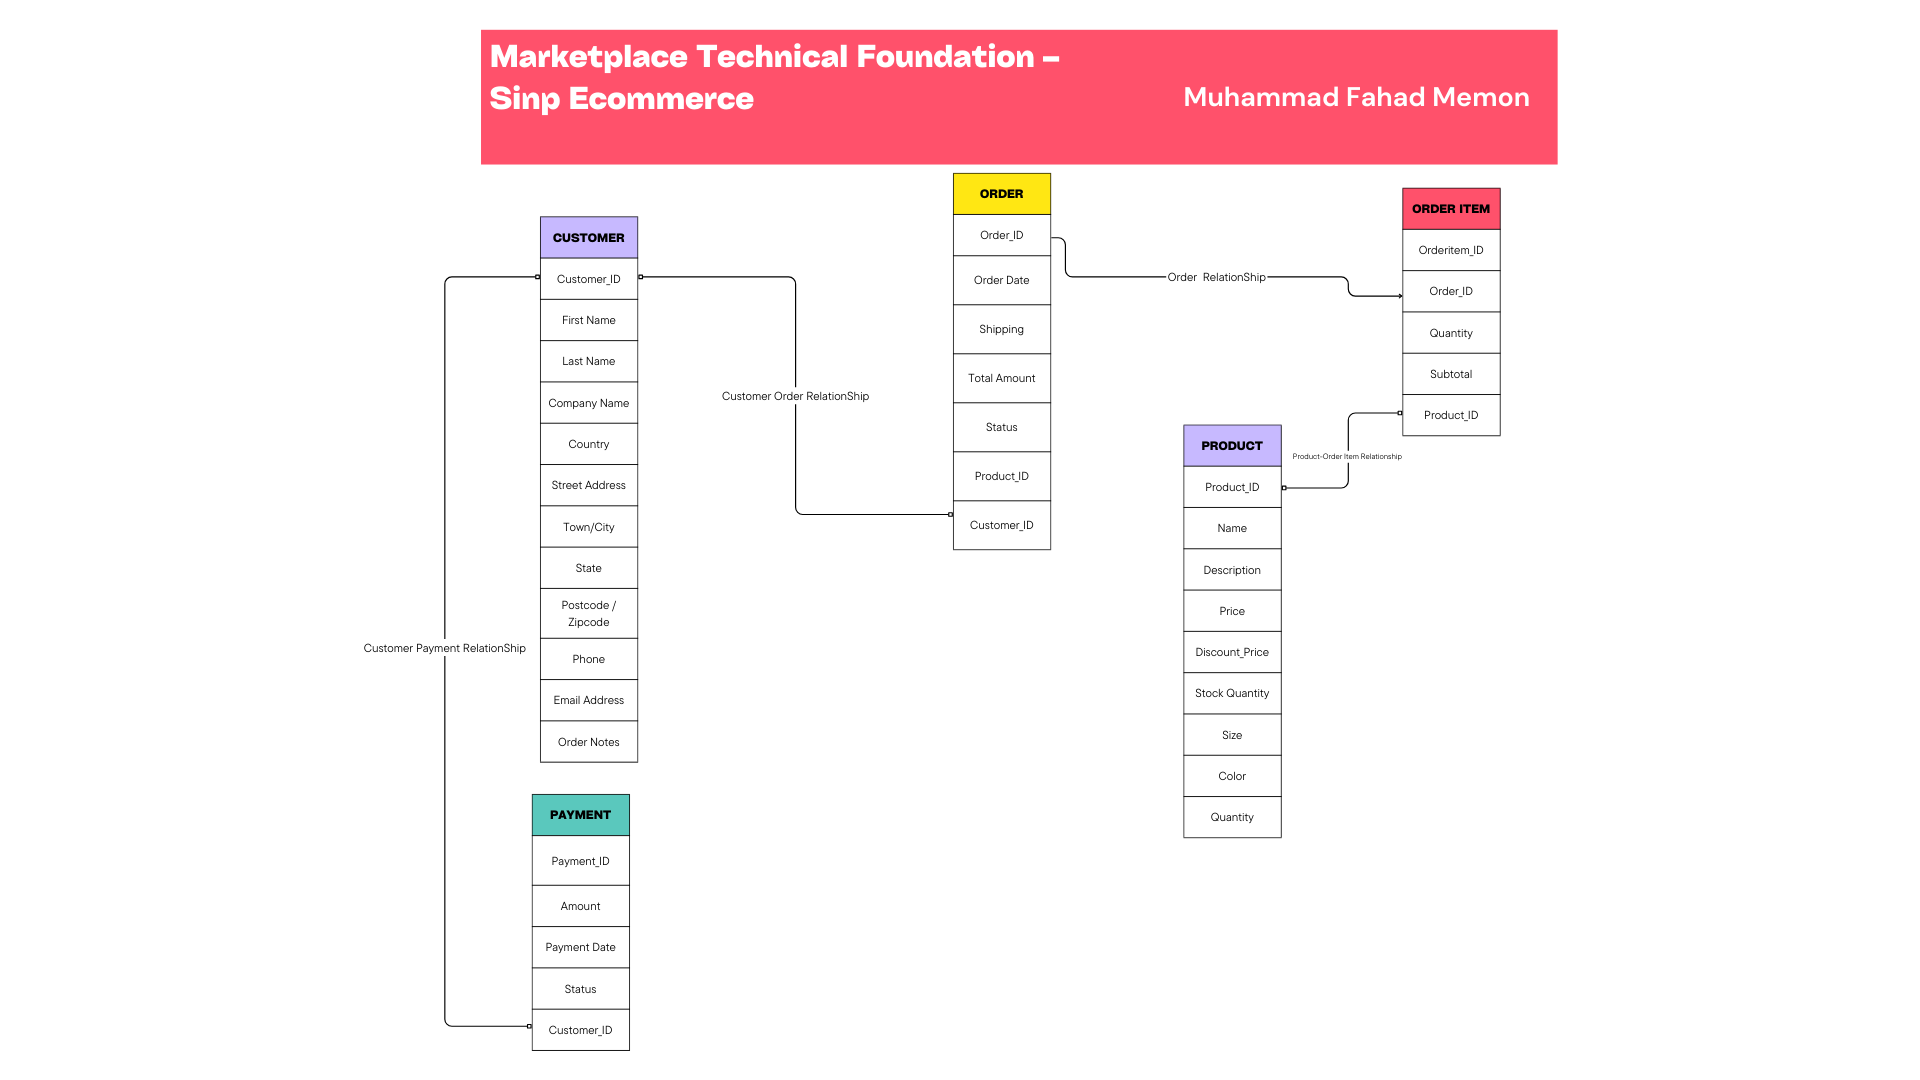 Marketplace Technical Foundation –
Sinp Ecommerce
Muhammad Fahad Memon
CUSTOMER
Customer_ID
First Name
Last Name
Company Name
Country
Street Address
Town/City
State
Postcode /
Zipcode
Phone
Email Address
Order Notes
Customer Payment RelationShip
PAYMENT
Payment_ID
Amount
Payment Date
Status
Customer_ID
Customer Order RelationShip
ORDER
Order_ID
Order Date
Shipping
Total Amount
Status
Product_ID
Customer_ID
Order  RelationShip
PRODUCT
Product_ID
Name
Description
Price
Discount_Price
Stock Quantity
Size
Color
Quantity
Product-Order Item Relationship
ORDER ITEM
Orderitem_ID
Order_ID
Quantity
Subtotal
Product_ID